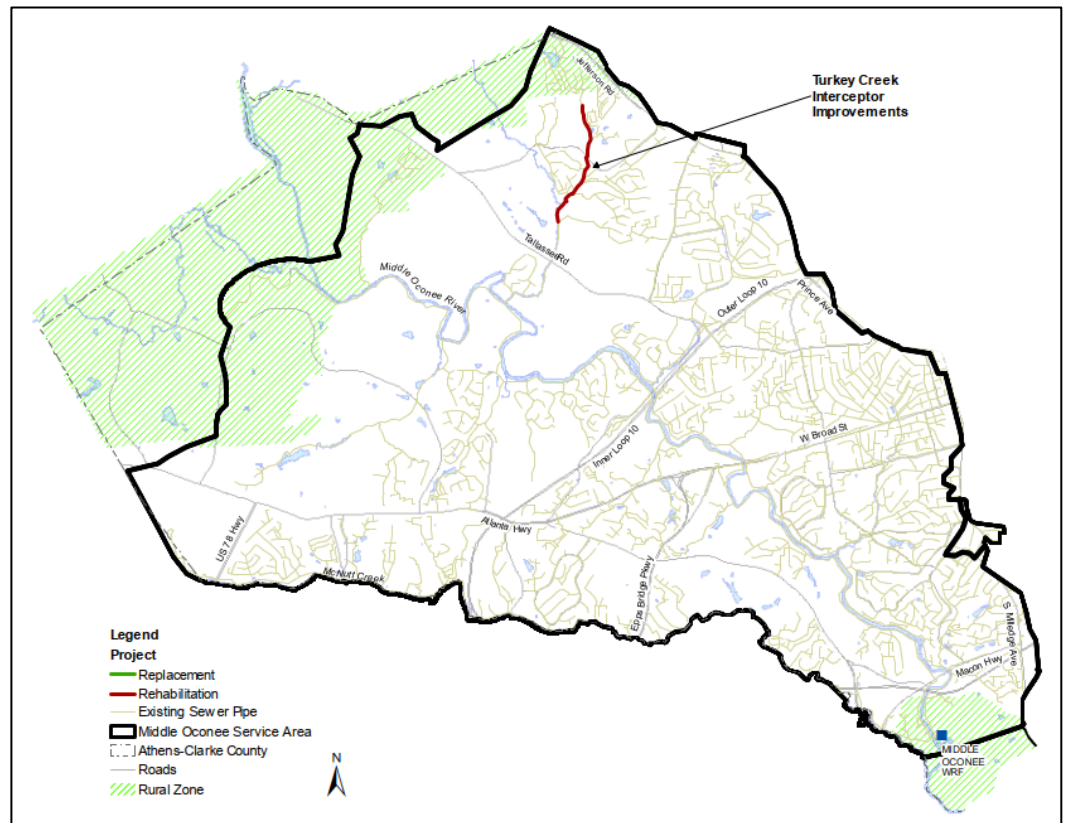 Jefferson Rd
Turkey Creek
Interceptor
Improvements
Tallassee Rd
Middle Oconee River
Outer Loop 10
Prince Ave
W Broad St
Inner Loop 10
Atlanta Hwy
US 78 Hwy
McNutt Creek
Epps Bridge Pkwy
S Milledge Ave
Macon Hwy
MIDDLE
OCONEE
WRF
Legend
Project
Replacement
Rehabilitation
Existing Sewer Pipe
Middle Oconee Service Area
Athens-Clarke County
Roads
Rural Zone
N